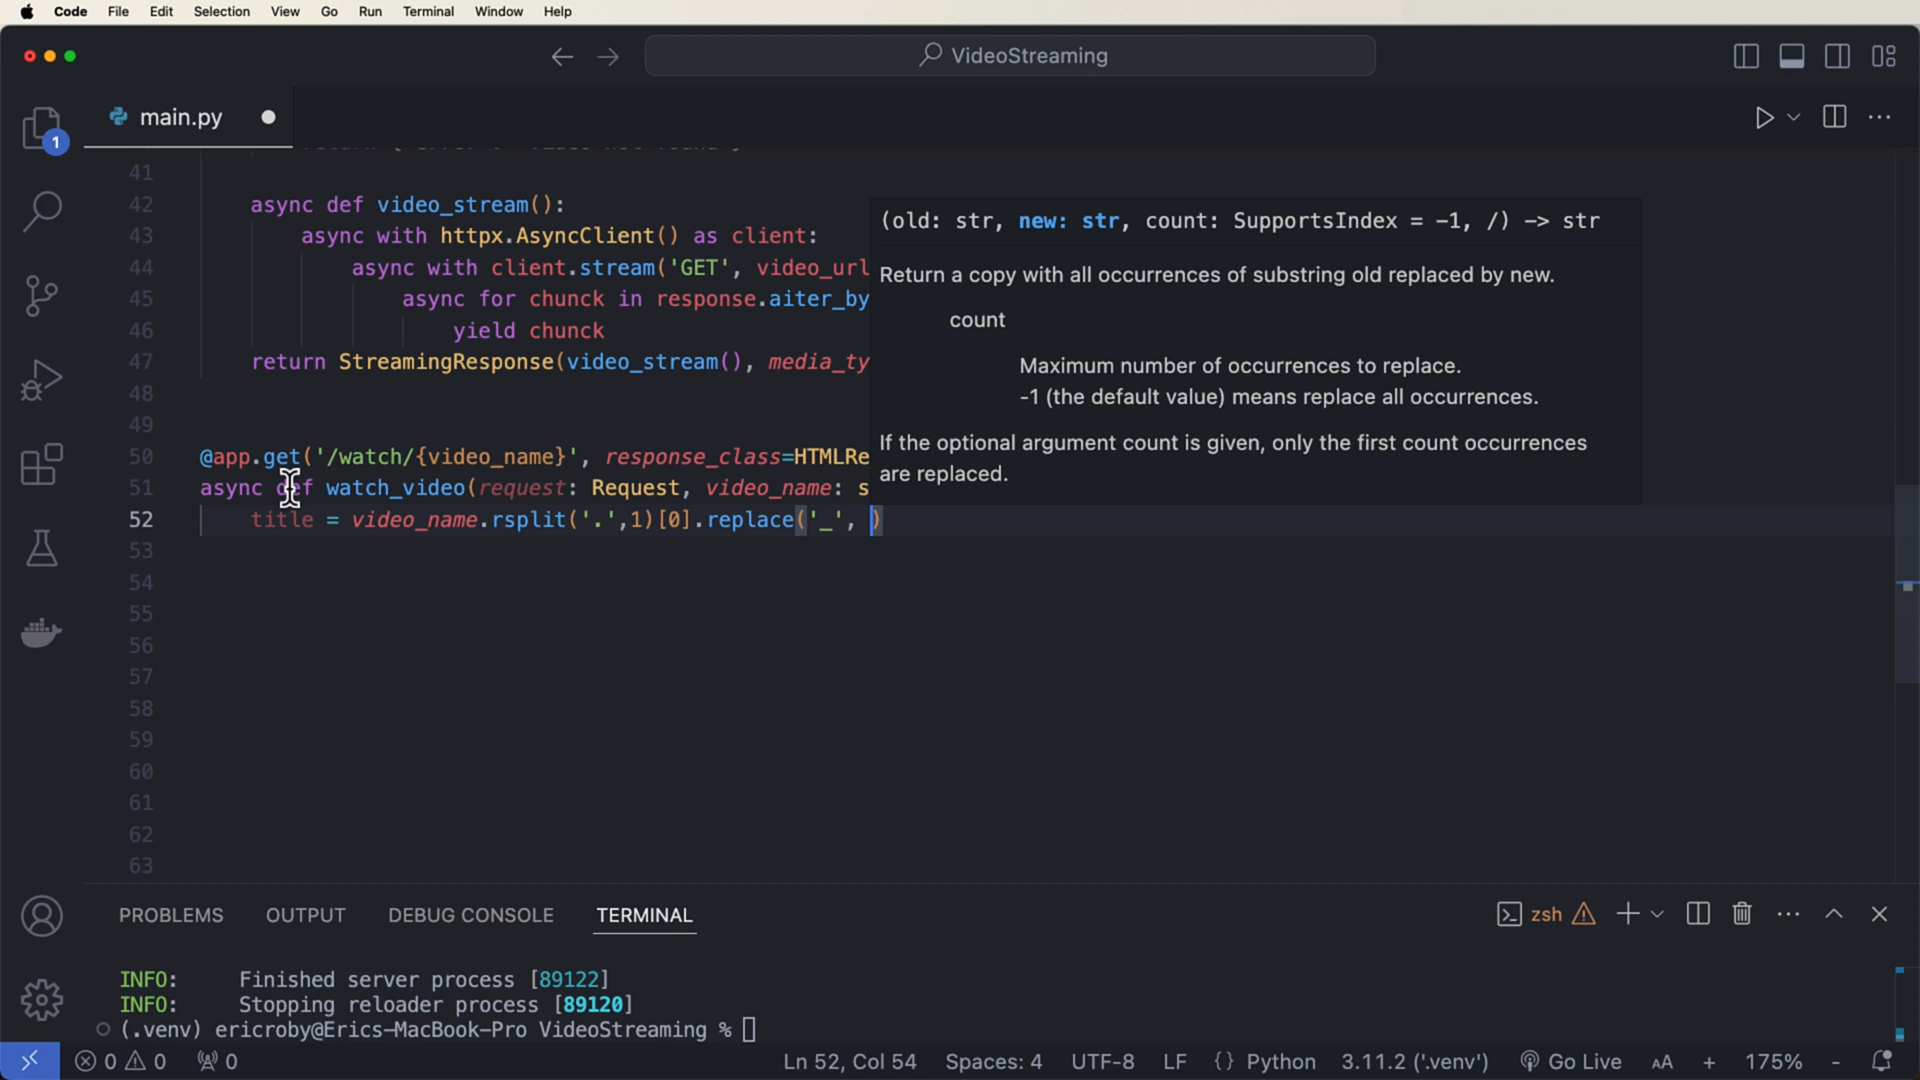 Code File Edit Selection View Go Run Terminal Window Help
VideoStreaming
main.py
1
41
42 async def video_stream():
43 async with httpx.AsyncClient() as client:
44 async with client.stream('GET', video_url
45 async for chunck in response.aiter_by
46 yield chunck
47 return StreamingResponse(video_stream(), media_ty
48
49
50 @app.get('/watch/{video_name}', response_class=HTMLRe
51 async def watch_video(request: Request, video_name: s
52 title = video_name.rsplit('.',1)[0].replace('_', )
53
54
55
56
57
58
59
60
61
62
63
(old: str, new: str, count: SupportsIndex = -1, /) -> str
Return a copy with all occurrences of substring old replaced by new.
count
Maximum number of occurrences to replace.
-1 (the default value) means replace all occurrences.
If the optional argument count is given, only the first count occurrences
are replaced.
PROBLEMS OUTPUT DEBUG CONSOLE TERMINAL
zsh
INFO: Finished server process [89122]
INFO: Stopping reloader process [89120]
(.venv) ericroby@Erics-MacBook-Pro VideoStreaming %
0 0 0 Ln 52, Col 54 Spaces: 4 UTF-8 LF {} Python 3.11.2 ('.venv') Go Live AA + 175% -